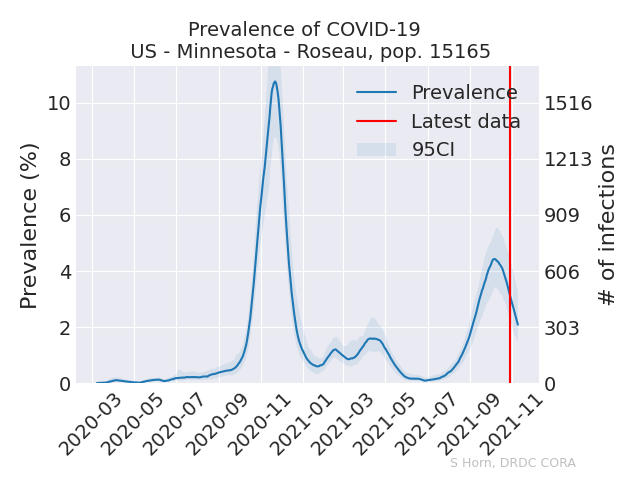 Prevalence of COVID-19
US - Minnesota - Roseau, pop. 15165
Prevalence (%)
10
8
6
4
2
0
1516
1213
909
606
303
0
# of infections
Prevalence
Latest data
95CI
2020-03
2020-05
2020-07
2020-09
2020-11
2021-01
2021-03
2021-05
2021-07
2021-09
2021-11
S Horn, DRDC CORA